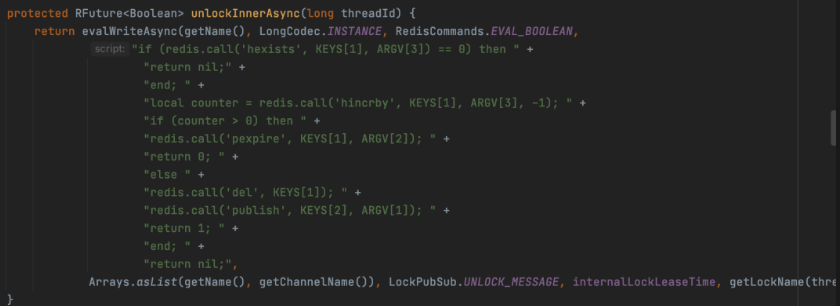 protected RFuture<Boolean> unlockInnerAsync(long threadId) {
return evalWriteAsync(getName(), LongCodec.INSTANCE, RedisCommands.EVAL_BOOLEAN,
script: "if (redis.call('hexists', KEYS[1], ARGV[3]) == 0) then " +
"return nil;" +
"end; " +
"local counter = redis.call('hincrby', KEYS[1], ARGV[3], -1); " +
"if (counter > 0) then " +
"redis.call('pexpire', KEYS[1], ARGV[2]); " +
"return 0; " +
"else " +
"redis.call('del', KEYS[1]); " +
"redis.call('publish', KEYS[2], ARGV[1]); " +
"return 1; " +
"end; " +
"return nil;",
Arrays.asList(getName(), getChannelName()), LockPubSub.UNLOCK_MESSAGE, internalLockLeaseTime, getLockName(thre
}